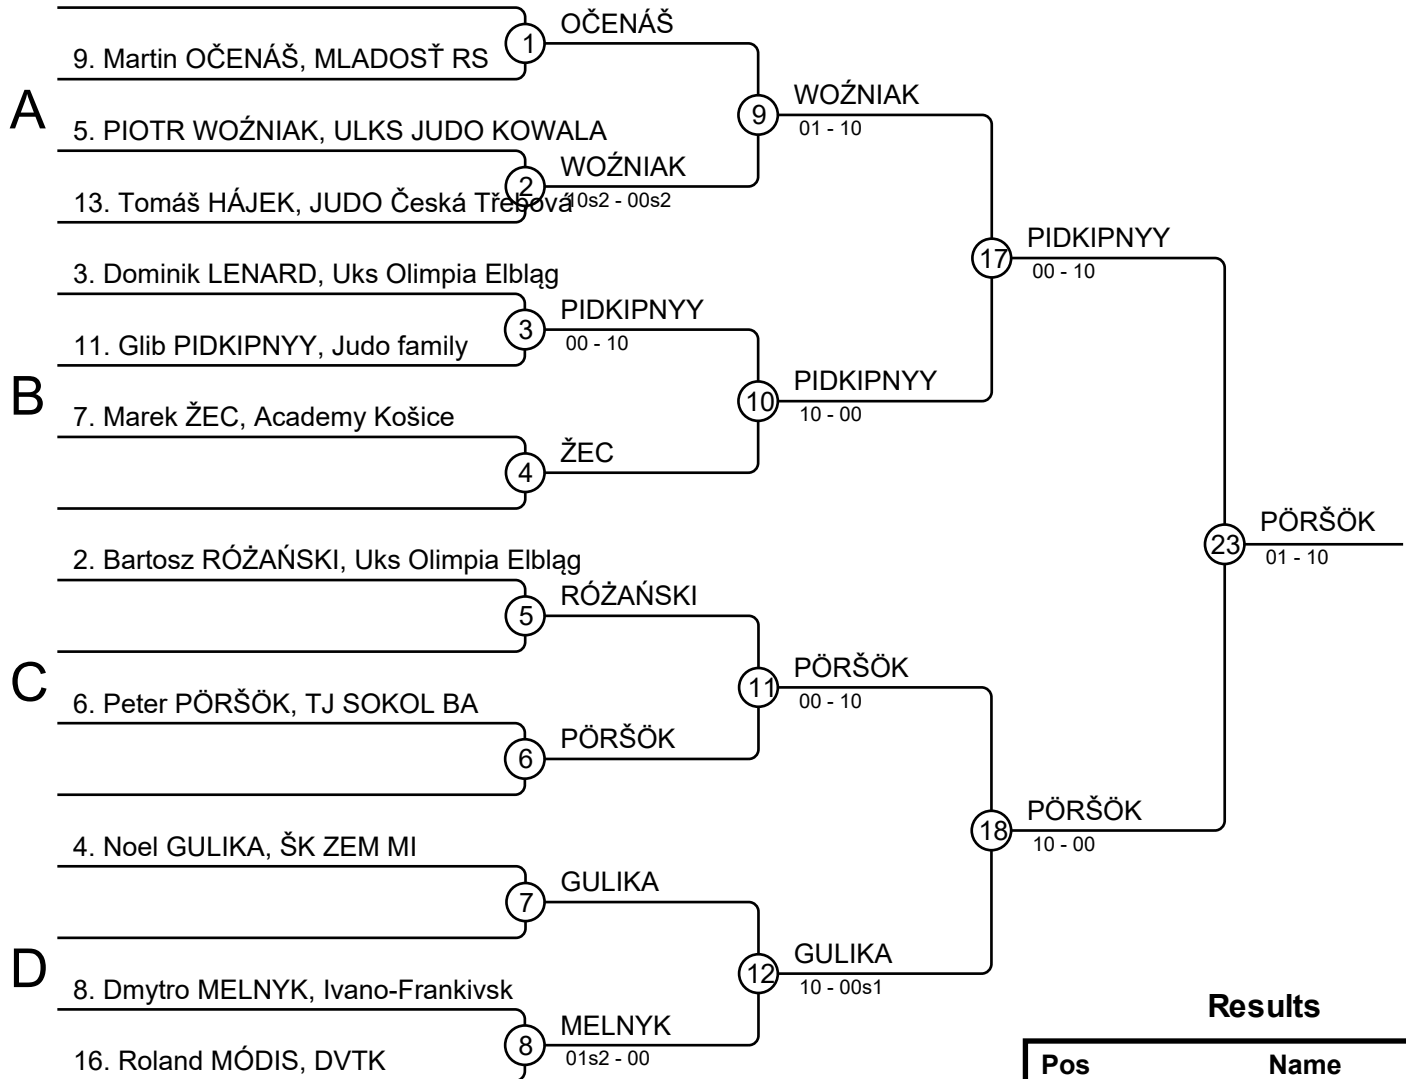 OČENÁŠ
1
9. Martin OČENÁŠ, MLADOSŤ RS
A
WOŹNIAK
9
01 - 10
5. PIOTR WOŹNIAK, ULKS JUDO KOWALA
WOŹNIAK
2
10s2 - 00s2
13. Tomáš HÁJEK, JUDO Česká Třebová
PIDKIPNYY
17
00 - 10
3. Dominik LENARD, Uks Olimpia Elbląg
PIDKIPNYY
3
00 - 10
11. Glib PIDKIPNYY, Judo family
B
PIDKIPNYY
10
10 - 00
7. Marek ŽEC, Academy Košice
ŽEC
4
PÖRŠÖK
23
01 - 10
2. Bartosz RÓŻAŃSKI, Uks Olimpia Elbląg
RÓŻAŃSKI
5
C
PÖRŠÖK
11
00 - 10
6. Peter PÖRŠÖK, TJ SOKOL BA
PÖRŠÖK
6
PÖRŠÖK
18
10 - 00
4. Noel GULIKA, ŠK ZEM MI
GULIKA
7
D
GULIKA
12
10 - 00s1
8. Dmytro MELNYK, Ivano-Frankivsk
MELNYK
8
01s2 - 00
16. Roland MÓDIS, DVTK
Results
Pos Name